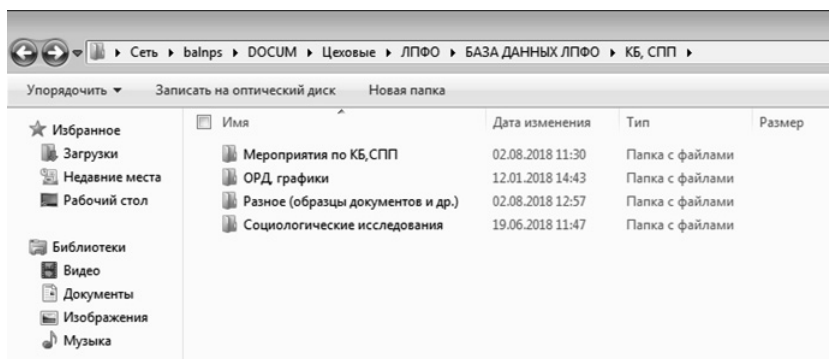 Сеть ▸ balnps ▸ DOCUM ▸ Цеховые ▸ ЛПФО ▸ БАЗА ДАННЫХ ЛПФО ▸ КБ, СПП ▸
Упорядочить ▾ Записать на оптический диск Новая папка
Избранное
Загрузки
Недавние места
Рабочий стол
Библиотеки
Видео
Документы
Изображения
Музыка
Имя Дата изменения Тип Размер
Мероприятия по КБ,СПП 02.08.2018 11:30 Папка с файлами
ОРД, графики 12.01.2018 14:43 Папка с файлами
Разное (образцы документов и др.) 02.08.2018 12:57 Папка с файлами
Социологические исследования 19.06.2018 11:47 Папка с файлами